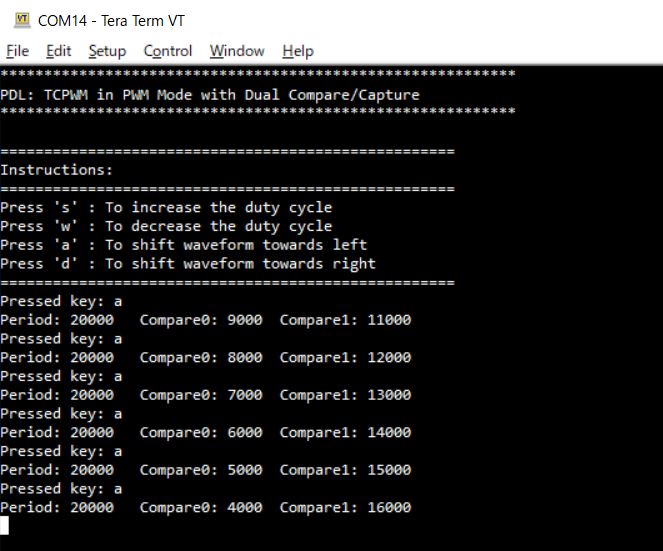 COM14 - Tera Term VT
File Edit Setup Control Window Help
***********************************************************
PDL: TCPWM in PWM Mode with Dual Compare/Capture
***********************************************************
====================================================
Instructions:
====================================================
Press 's' : To increase the duty cycle
Press 'w' : To decrease the duty cycle
Press 'a' : To shift waveform towards left
Press 'd' : To shift waveform towards right
====================================================
Pressed key: a
Period: 20000   Compare0: 9000  Compare1: 11000
Pressed key: a
Period: 20000   Compare0: 8000  Compare1: 12000
Pressed key: a
Period: 20000   Compare0: 7000  Compare1: 13000
Pressed key: a
Period: 20000   Compare0: 6000  Compare1: 14000
Pressed key: a
Period: 20000   Compare0: 5000  Compare1: 15000
Pressed key: a
Period: 20000   Compare0: 4000  Compare1: 16000